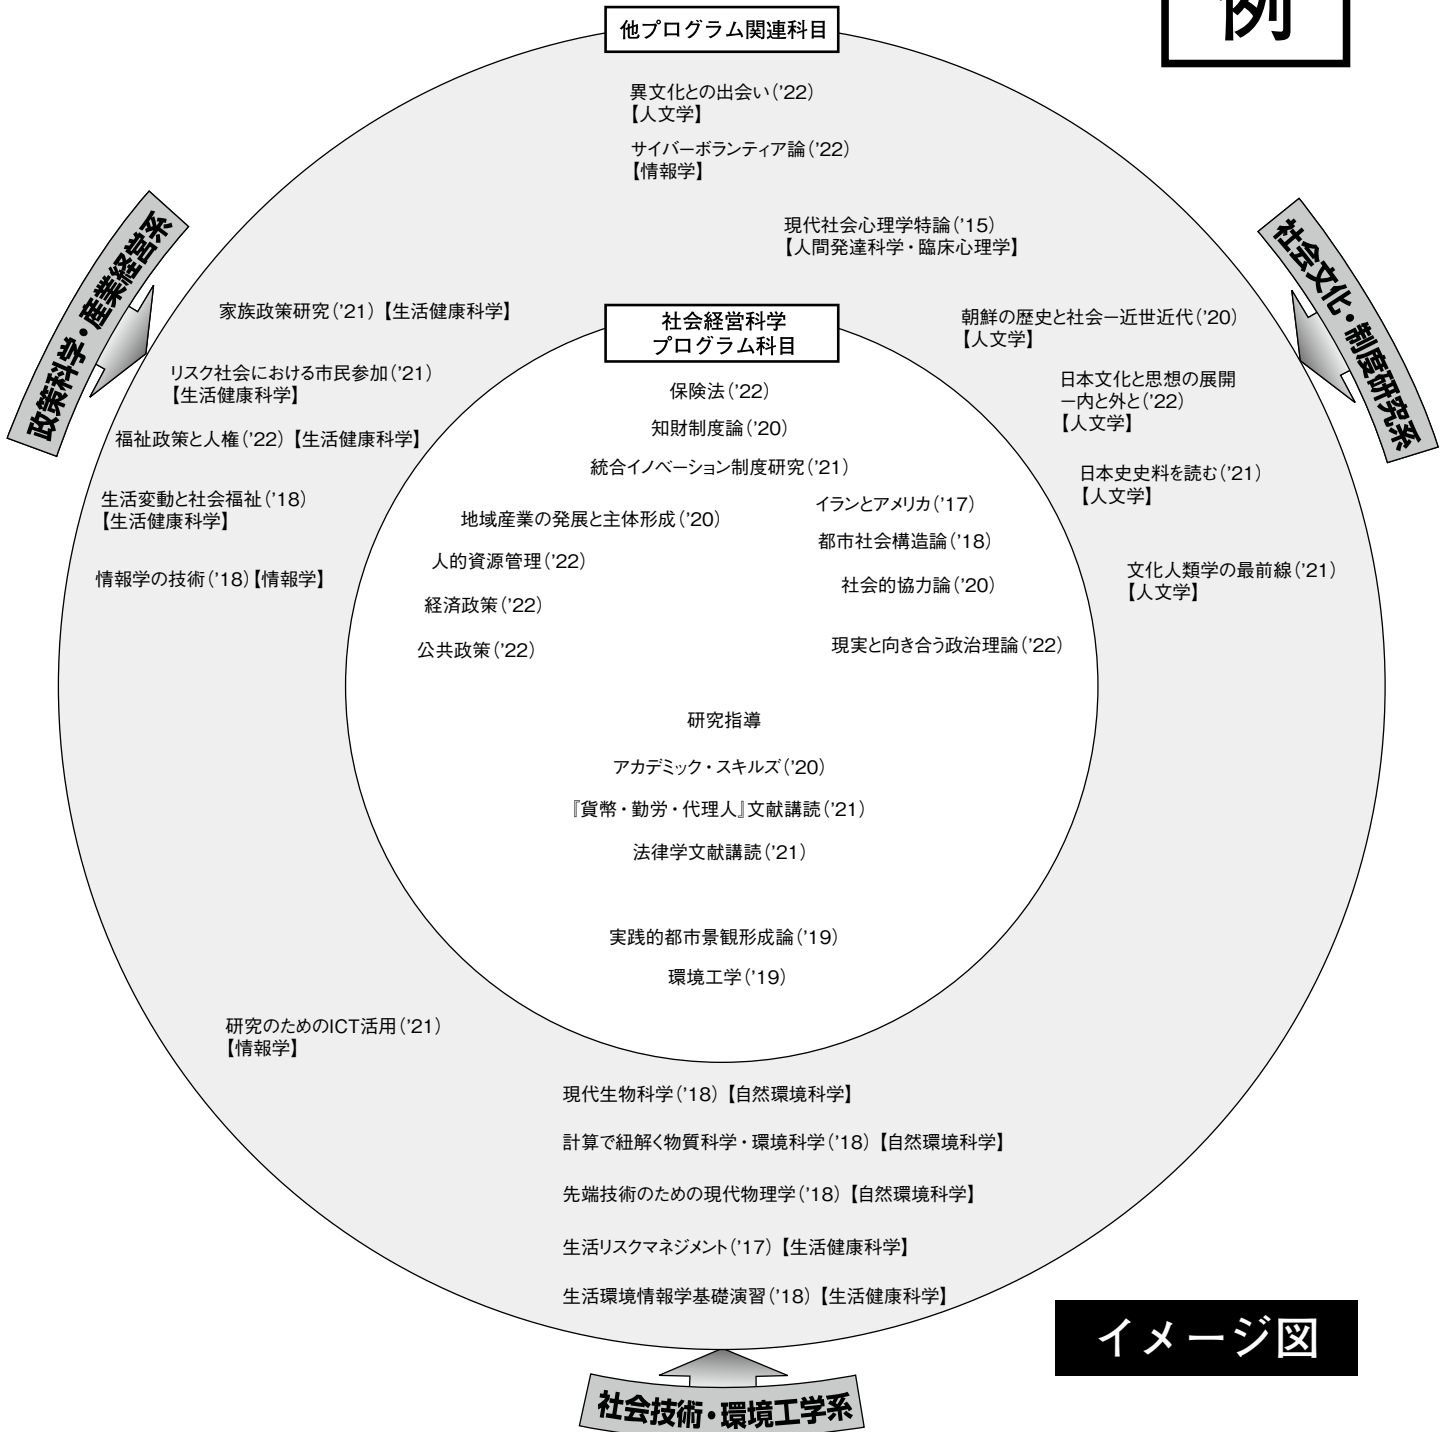 例
他プログラム関連科目
異文化との出会い(’22)
【人文学】
サイバーボランティア論(’22)
【情報学】
現代社会心理学特論(’15)
【人間発達科学・臨床心理学】
政策科学・産業経営系
社会文化・制度研究系
家族政策研究(’21)【生活健康科学】
リスク社会における市民参加(’21)
【生活健康科学】
福祉政策と人権(’22)【生活健康科学】
生活変動と社会福祉(’18)
【生活健康科学】
情報学の技術(’18)【情報学】
朝鮮の歴史と社会−近世近代(’20)
【人文学】
日本文化と思想の展開
−内と外と(’22)
【人文学】
日本史史料を読む(’21)
【人文学】
文化人類学の最前線(’21)
【人文学】
社会経営科学
プログラム科目
保険法(’22)
知財制度論(’20)
統合イノベーション制度研究(’21)
地域産業の発展と主体形成(’20)
人的資源管理(’22)
経済政策(’22)
公共政策(’22)
イランとアメリカ(’17)
都市社会構造論(’18)
社会的協力論(’20)
現実と向き合う政治理論(’22)
研究指導
アカデミック・スキルズ(’20)
『貨幣・勤労・代理人』文献講読(’21)
法律学文献講読(’21)
実践的都市景観形成論(’19)
環境工学(’19)
研究のためのICT活用(’21)
【情報学】
現代生物科学(’18)【自然環境科学】
計算で紐解く物質科学・環境科学(’18)【自然環境科学】
先端技術のための現代物理学(’18)【自然環境科学】
生活リスクマネジメント(’17)【生活健康科学】
生活環境情報学基礎演習(’18)【生活健康科学】
イメージ図
社会技術・環境工学系